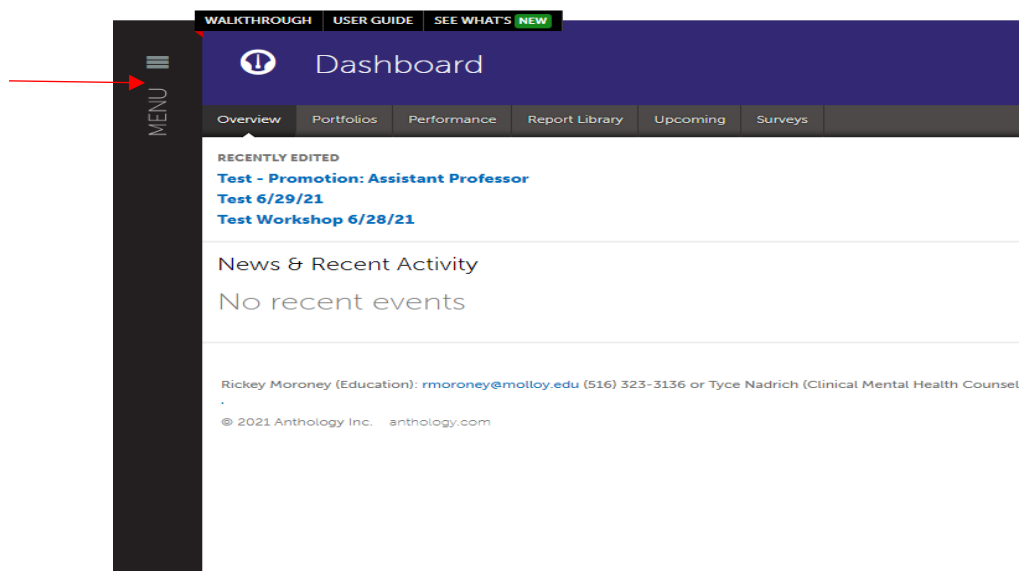 WALKTHROUGH USER GUIDE SEE WHAT'S NEW
MENU
Dashboard
Overview Portfolios Performance Report Library Upcoming Surveys
RECENTLY EDITED
Test - Promotion: Assistant Professor
Test 6/29/21
Test Workshop 6/28/21
News & Recent Activity
No recent events
Rickey Moroney (Education): rmoroney@molloy.edu (516) 323-3136 or Tyce Nadrich (Clinical Mental Health Counsel
.
© 2021 Anthology Inc. anthology.com